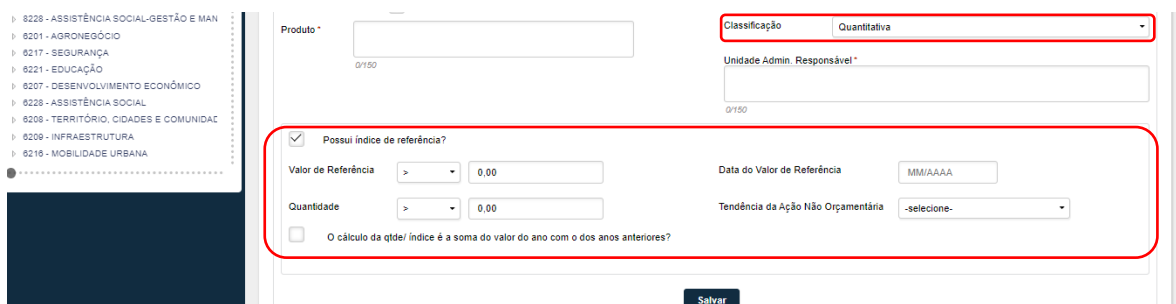 8228 - ASSISTÊNCIA SOCIAL-GESTÃO E MAN
6201 - AGRONEGÓCIO
6217 - SEGURANÇA
6221 - EDUCAÇÃO
6207 - DESENVOLVIMENTO ECONÔMICO
6228 - ASSISTÊNCIA SOCIAL
6208 - TERRITÓRIO, CIDADES E COMUNIDAD
6209 - INFRAESTRUTURA
6216 - MOBILIDADE URBANA
Produto *
0/150
Classificação Quantitativa
Unidade Admin. Responsável *
0/150
Possui índice de referência?
Valor de Referência > 0,00 Data do Valor de Referência MM/AAAA
Quantidade > 0,00 Tendência da Ação Não Orçamentária -selecione-
O cálculo da qtde/ índice é a soma do valor do ano com o dos anos anteriores?
Salvar